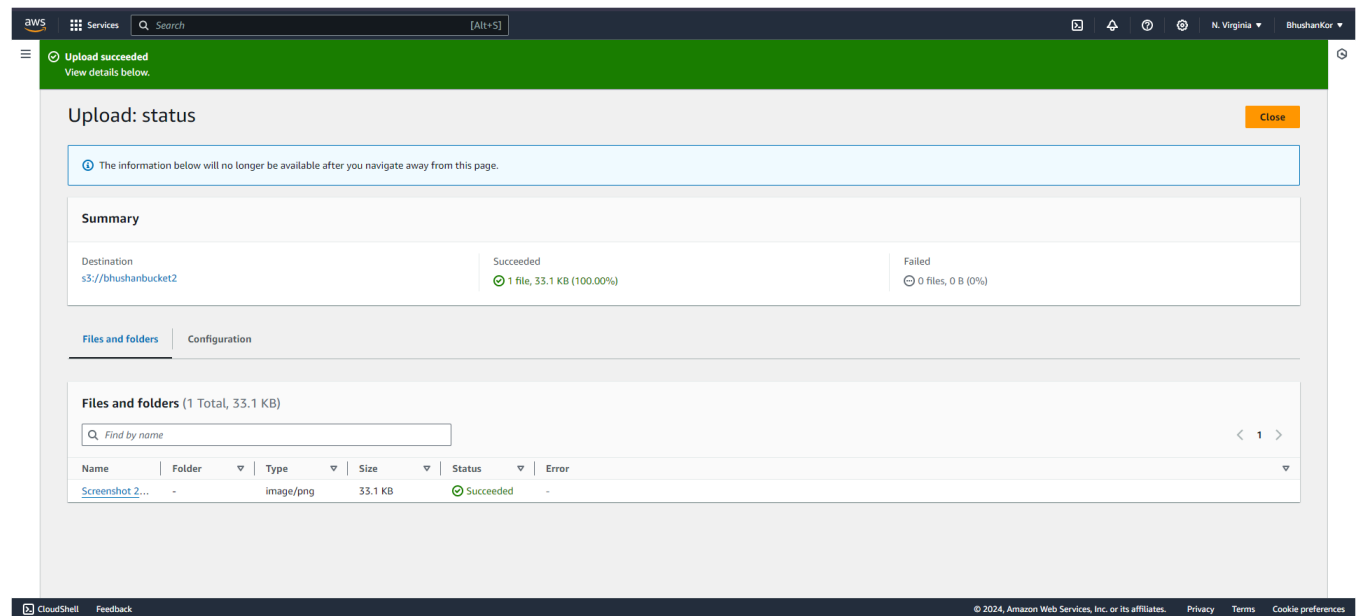 aws Services Search [Alt+S] N. Virginia BhushanKor
Upload succeeded
View details below.
Upload: status
Close
The information below will no longer be available after you navigate away from this page.
Summary
Destination Succeeded Failed
s3://bhushanbucket2 1 file, 33.1 KB (100.00%) 0 files, 0 B (0%)
Files and folders Configuration
Files and folders (1 Total, 33.1 KB)
Find by name 1
Name Folder Type Size Status Error
Screenshot 2... - image/png 33.1 KB Succeeded -
CloudShell Feedback © 2024, Amazon Web Services, Inc. or its affiliates. Privacy Terms Cookie preferences